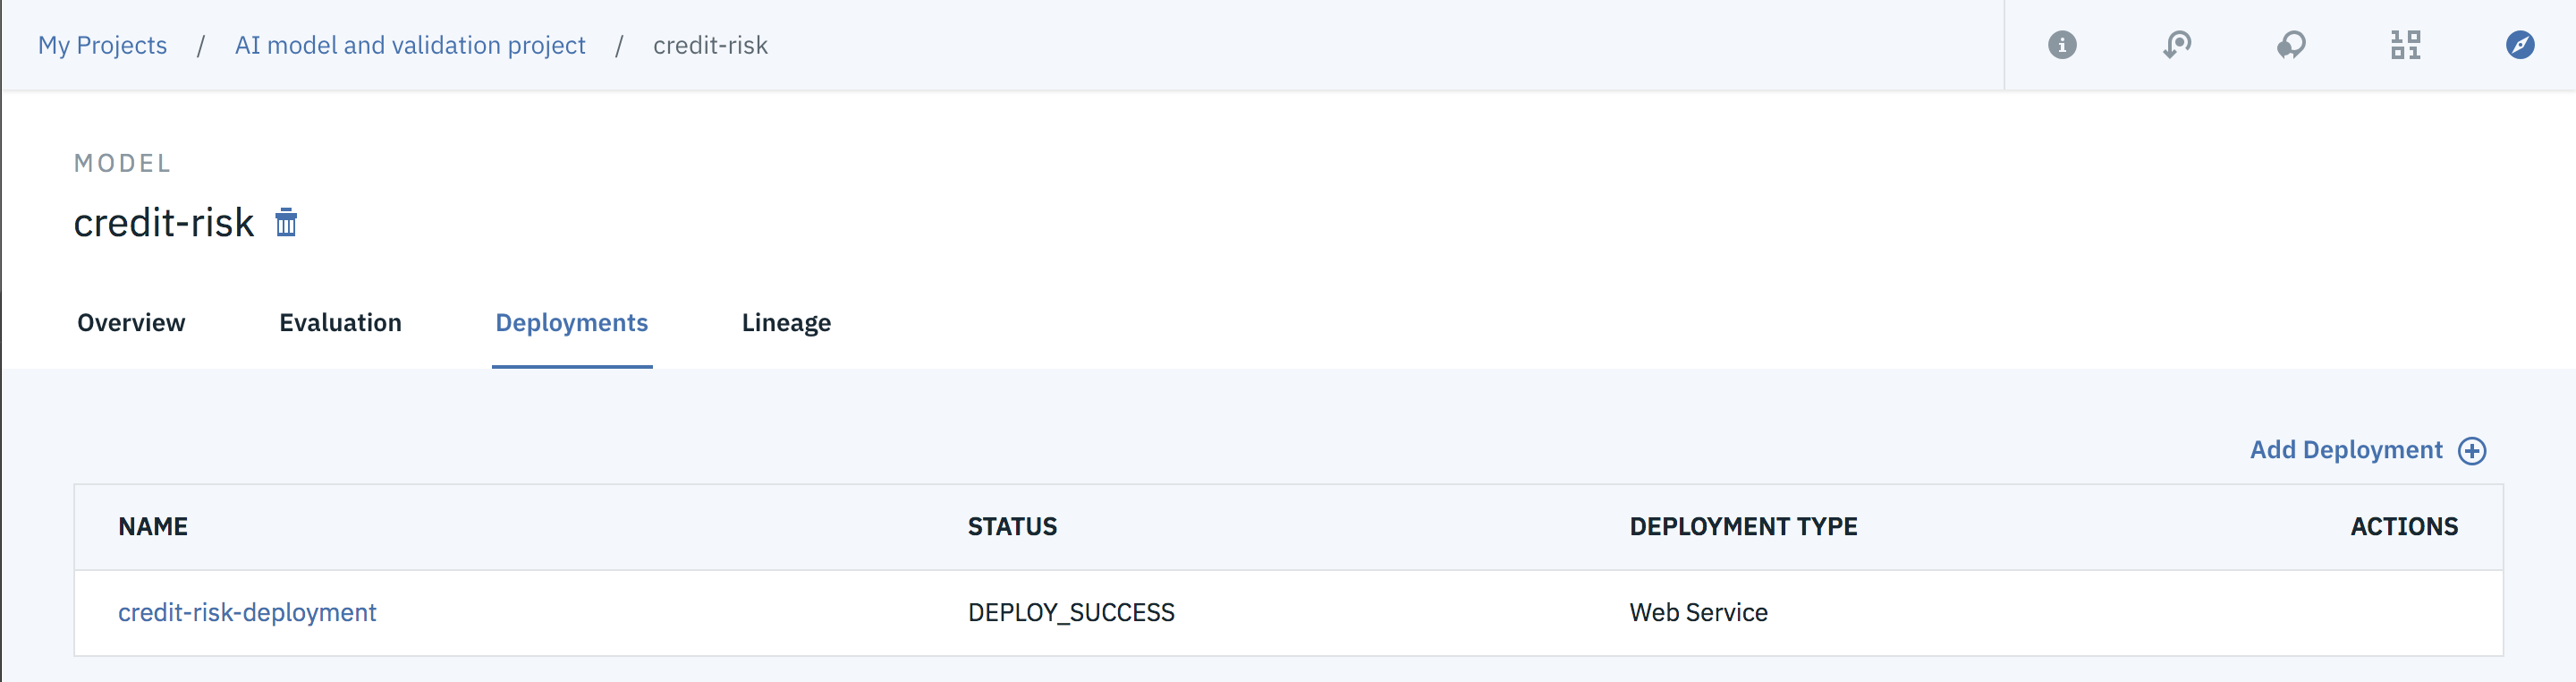 My Projects / AI model and validation project / credit-risk
MODEL
credit-risk
Overview Evaluation Deployments Lineage
Add Deployment
NAME STATUS DEPLOYMENT TYPE ACTIONS
credit-risk-deployment DEPLOY_SUCCESS Web Service